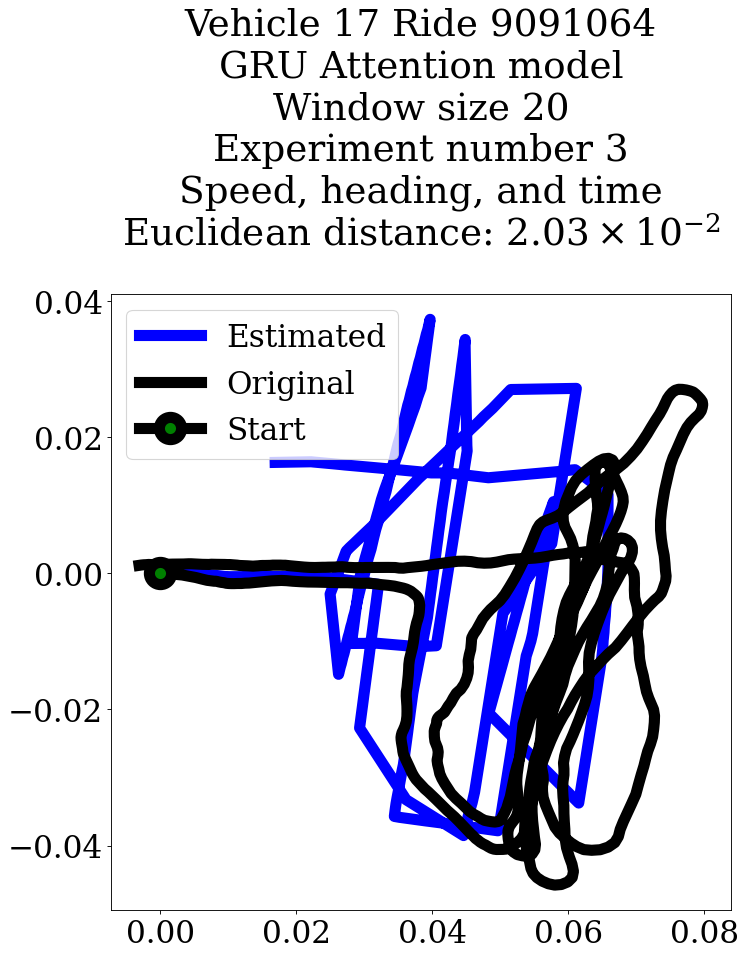 Vehicle 17 Ride 9091064
GRU Attention model
Window size 20
Experiment number 3
Speed, heading, and time
Euclidean distance: 2.03 × 10⁻²
0.04
Estimated
Original
Start
0.02
0.00
−0.02
−0.04
0.00 0.02 0.04 0.06 0.08